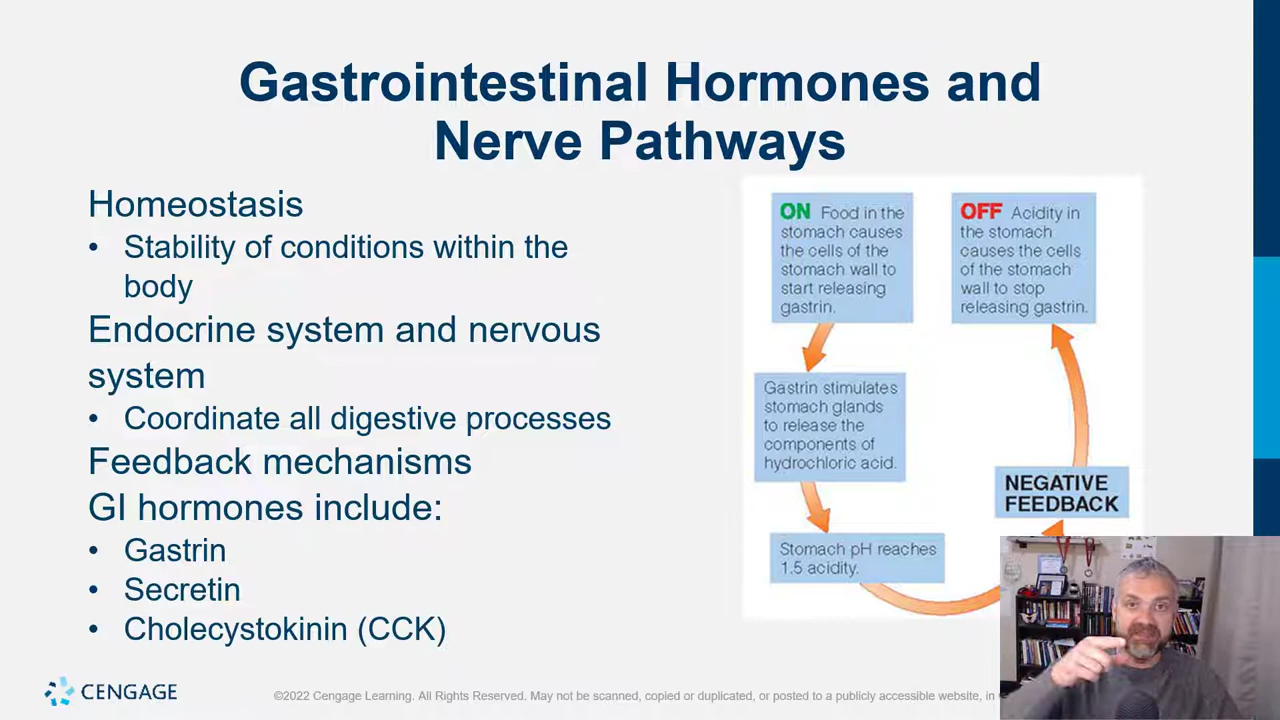 Gastrointestinal Hormones and
Nerve Pathways
Homeostasis
• Stability of conditions within the
body
Endocrine system and nervous
system
• Coordinate all digestive processes
Feedback mechanisms
GI hormones include:
• Gastrin
• Secretin
• Cholecystokinin (CCK)
ON Food in the
stomach causes
the cells of the
stomach wall to
start releasing
gastrin.
Gastrin stimulates
stomach glands
to release the
components of
hydrochloric acid.
Stomach pH reaches
1.5 acidity.
NEGATIVE
FEEDBACK
OFF Acidity in
the stomach
causes the cells
of the stomach
wall to stop
releasing gastrin.
CENGAGE
©2022 Cengage Learning. All Rights Reserved. May not be scanned, copied or duplicated, or posted to a publicly accessible website, in